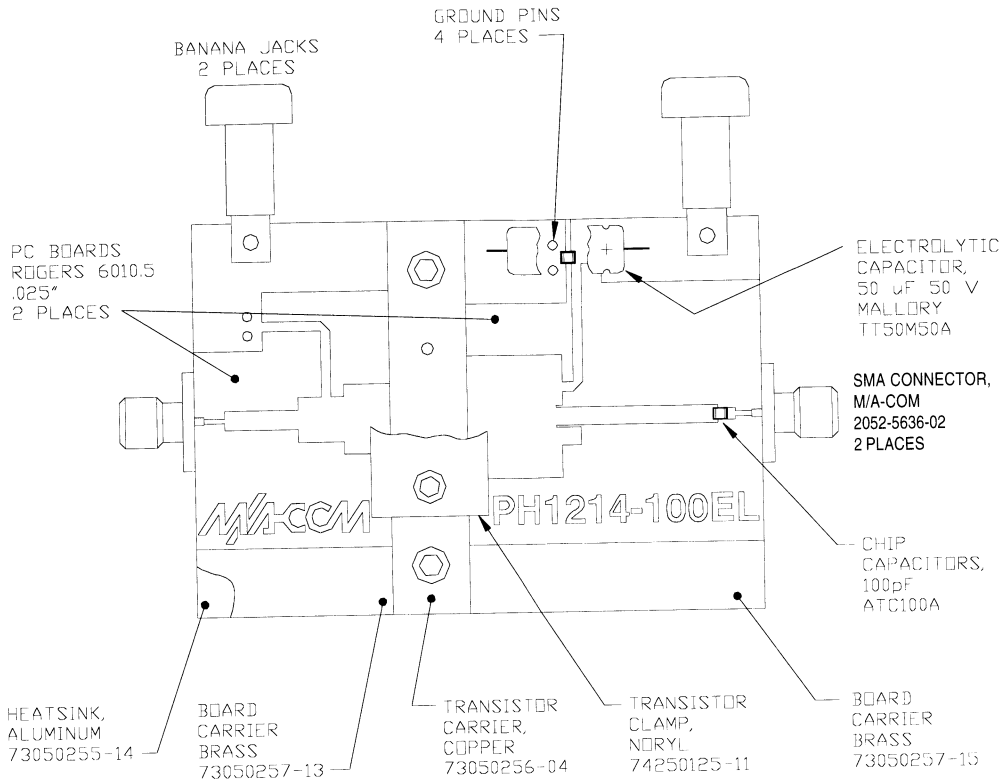 GROUND PINS
4 PLACES
BANANA JACKS
2 PLACES
PC BOARDS
ROGERS 6010.5
.025"
2 PLACES
ELECTROLYTIC
CAPACITOR,
50 uF 50 V
MALLORY
TT50M50A
SMA CONNECTOR,
M/A-COM
2052-5636-02
2 PLACES
M/A-COM
PH1214-100EL
CHIP
CAPACITORS,
100pF
ATC100A
HEATSINK,
ALUMINUM
73050255-14
BOARD
CARRIER
BRASS
73050257-13
TRANSISTOR
CARRIER,
COPPER
73050256-04
TRANSISTOR
CLAMP,
NORYL
74250125-11
BOARD
CARRIER
BRASS
73050257-15